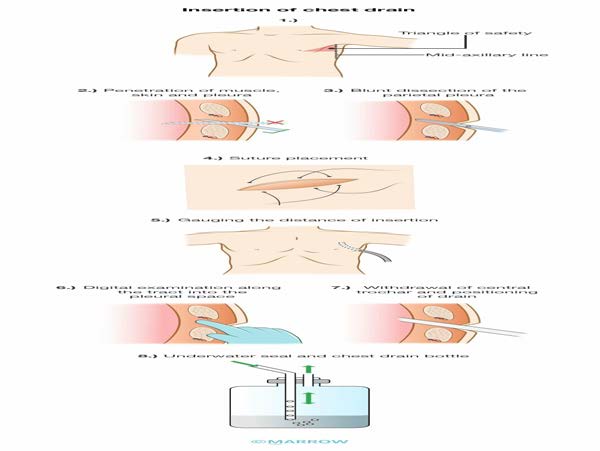 Insertion of chest drain
1.)
Triangle of safety
Mid-axillary line
2.) Penetration of muscle,
skin and pleura
3.) Blunt dissection of the
parietal pleura
4.) Suture placement
5.) Gauging the distance of insertion
6.) Digital examination along
the tract into the
pleural space
7.) Withdrawal of central
trochar and positioning
of drain
8.) Underwater seal and chest drain bottle
©MARROW